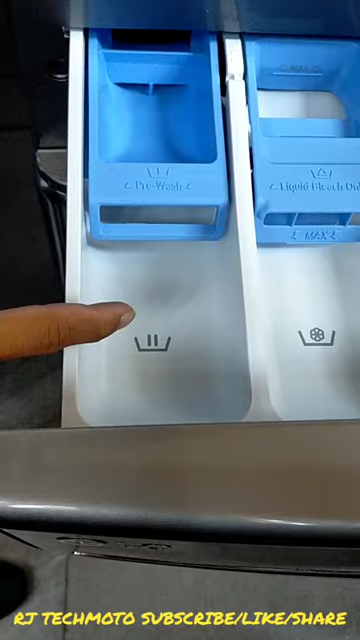 < Pre-Wash <
< Liquid Bleach Onl
< MAX <
RJ TECHMOTO SUBSCRIBE/LIKE/SHARE